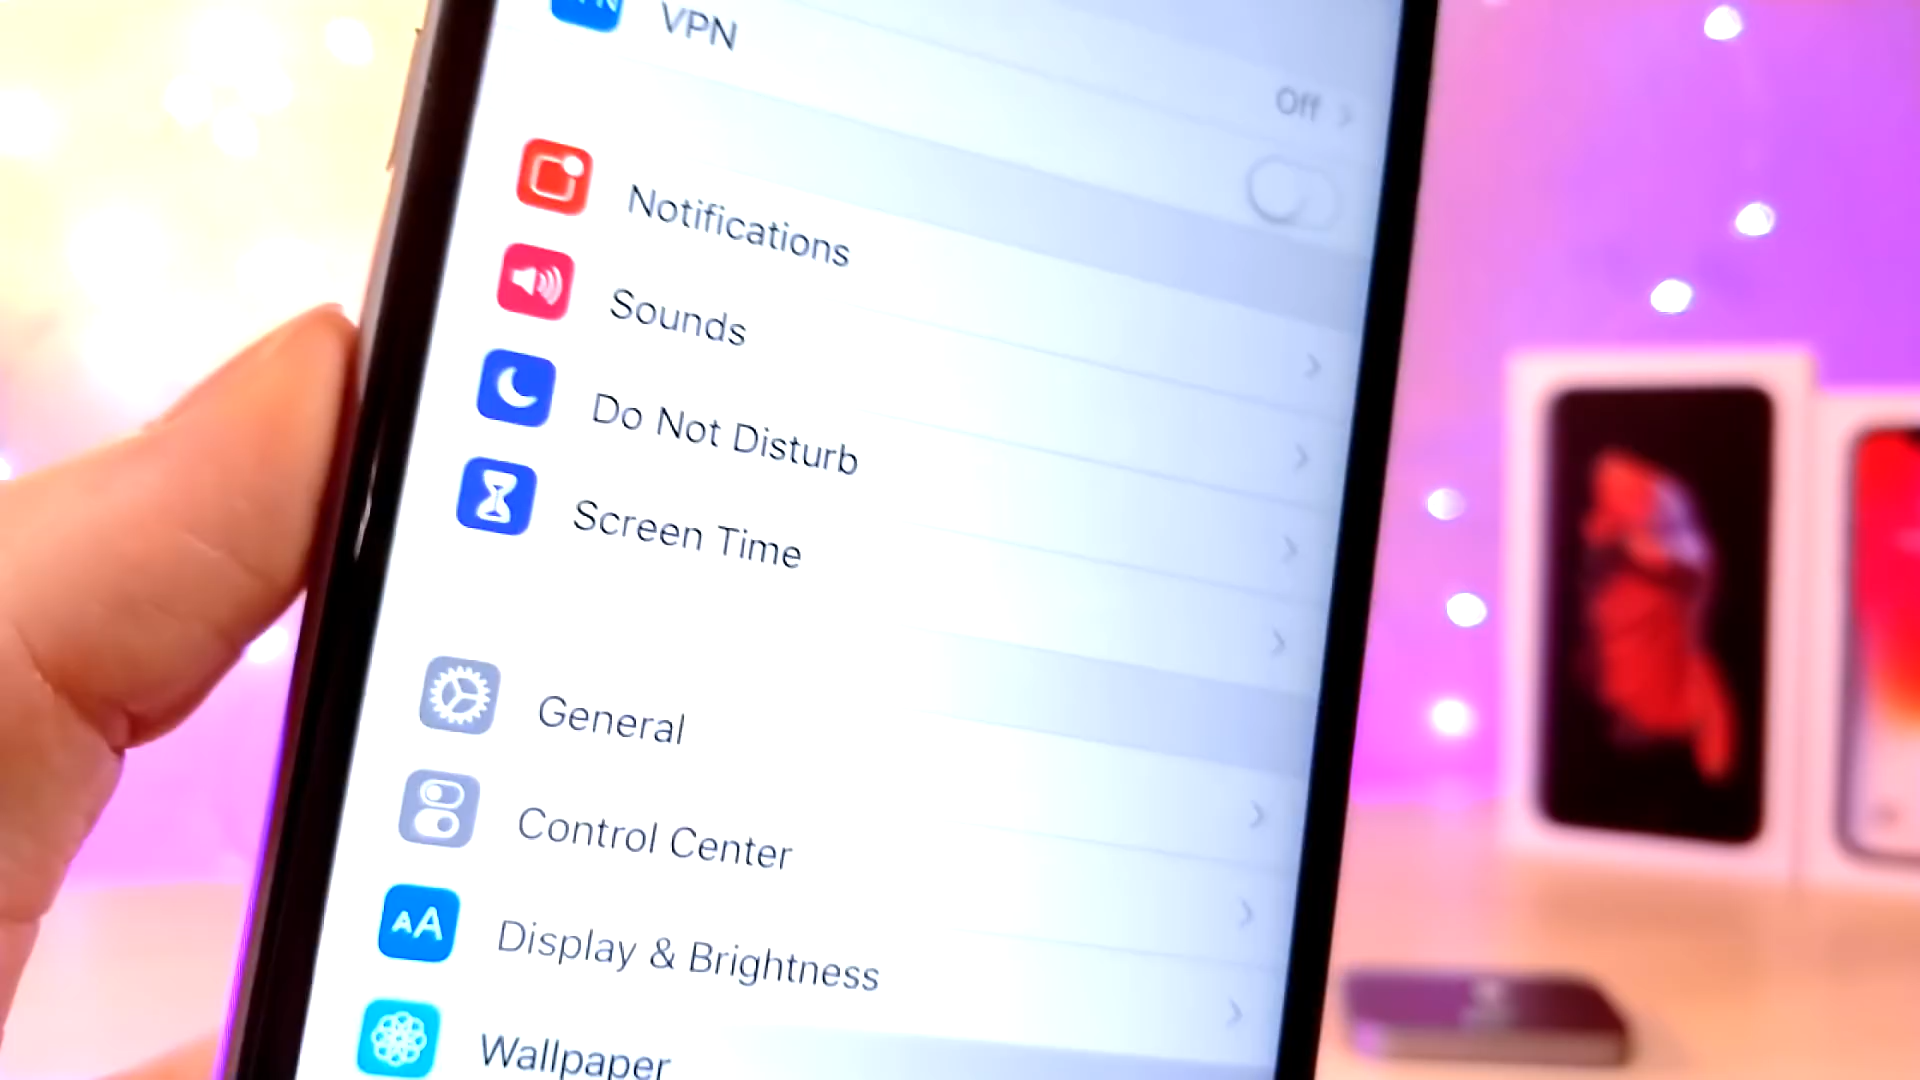 VPN
Off
Notifications
Sounds
Do Not Disturb
Screen Time
General
Control Center
AA
Display & Brightness
Wallpaper